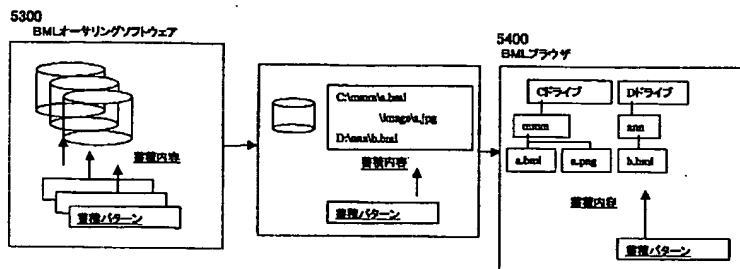 5300
BMLオーサリングソフトウェア
蓄積内容
蓄積パターン
C:\mmm\a.bml
\image\a.jpg
D:\nnn\b.bml
蓄積内容
蓄積パターン
5400
BMLブラウザ
Cドライブ
Dドライブ
mmm
nnn
a.bml
a.png
b.bml
蓄積内容
蓄積パターン